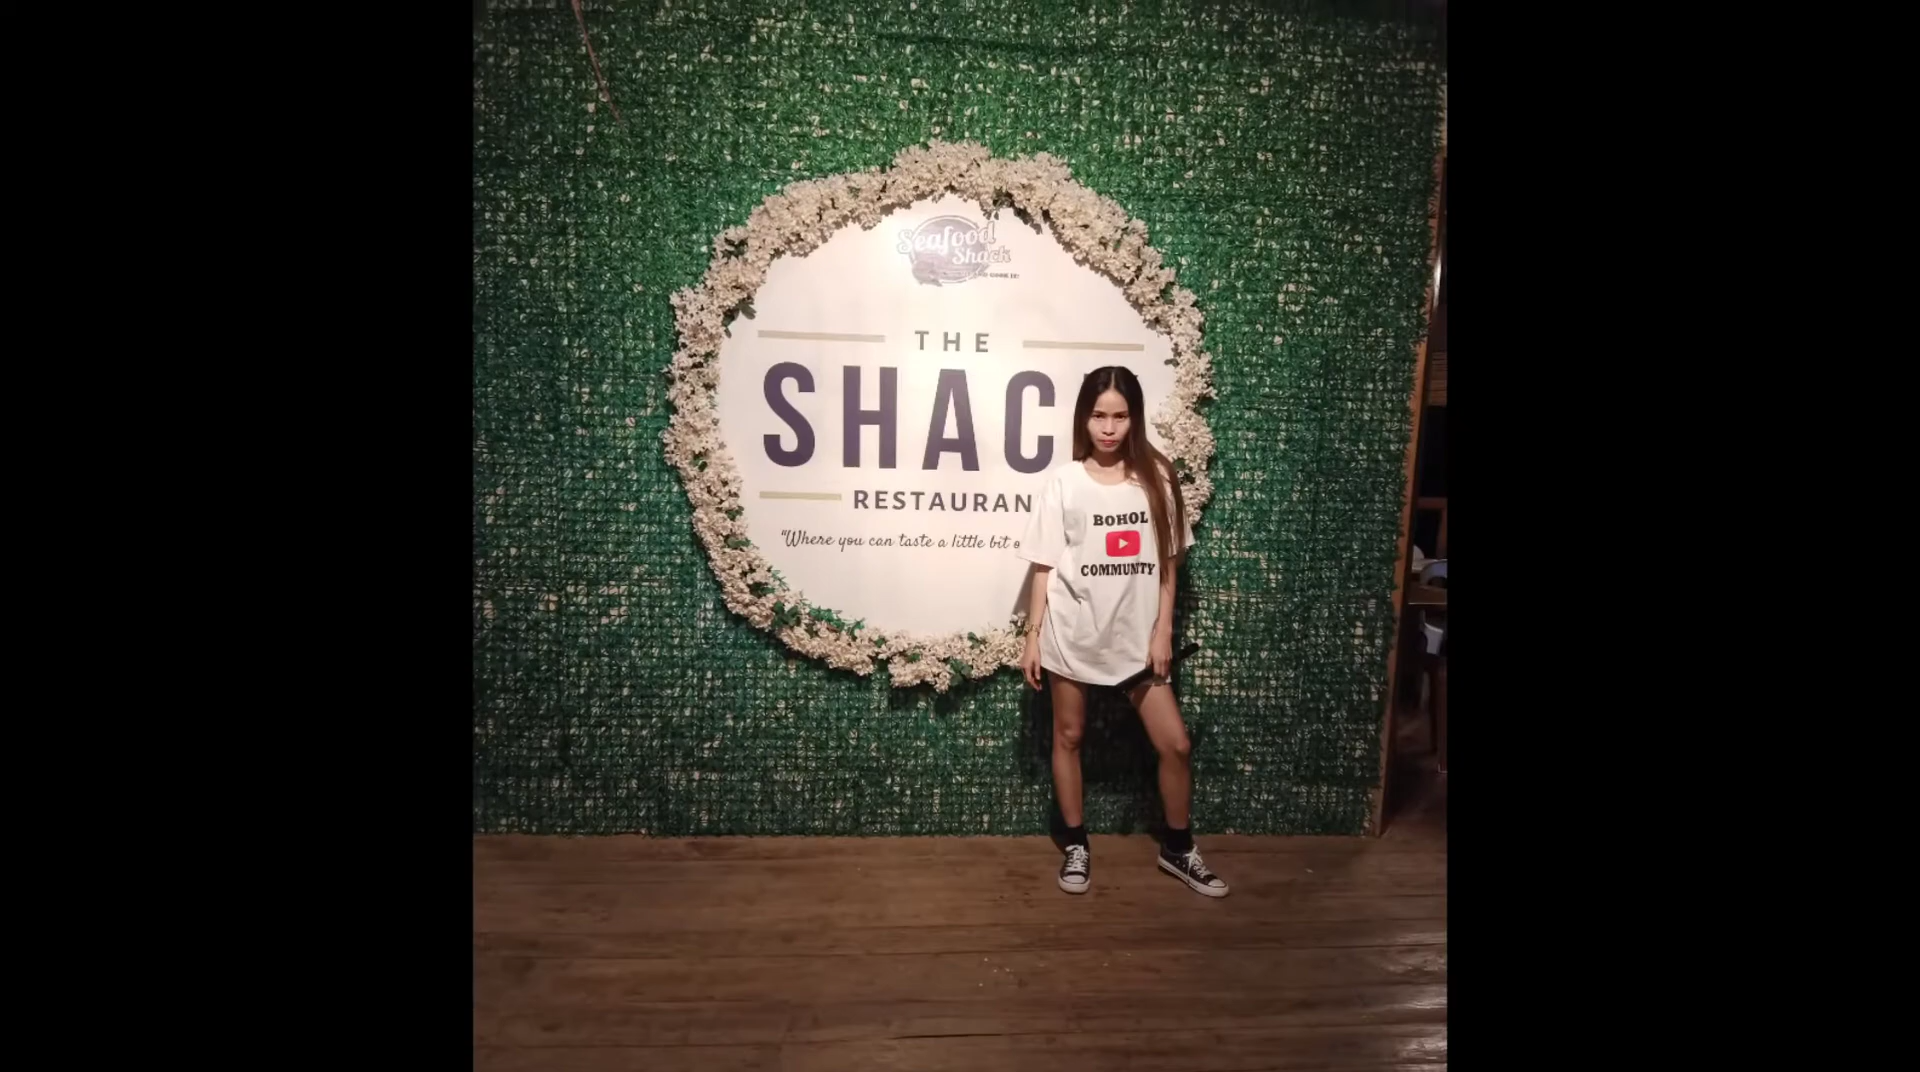 Seafood
Shack
THE
SHAC
RESTAURAN
"Where you can taste a little bit o
BOHOL
COMMUNITY